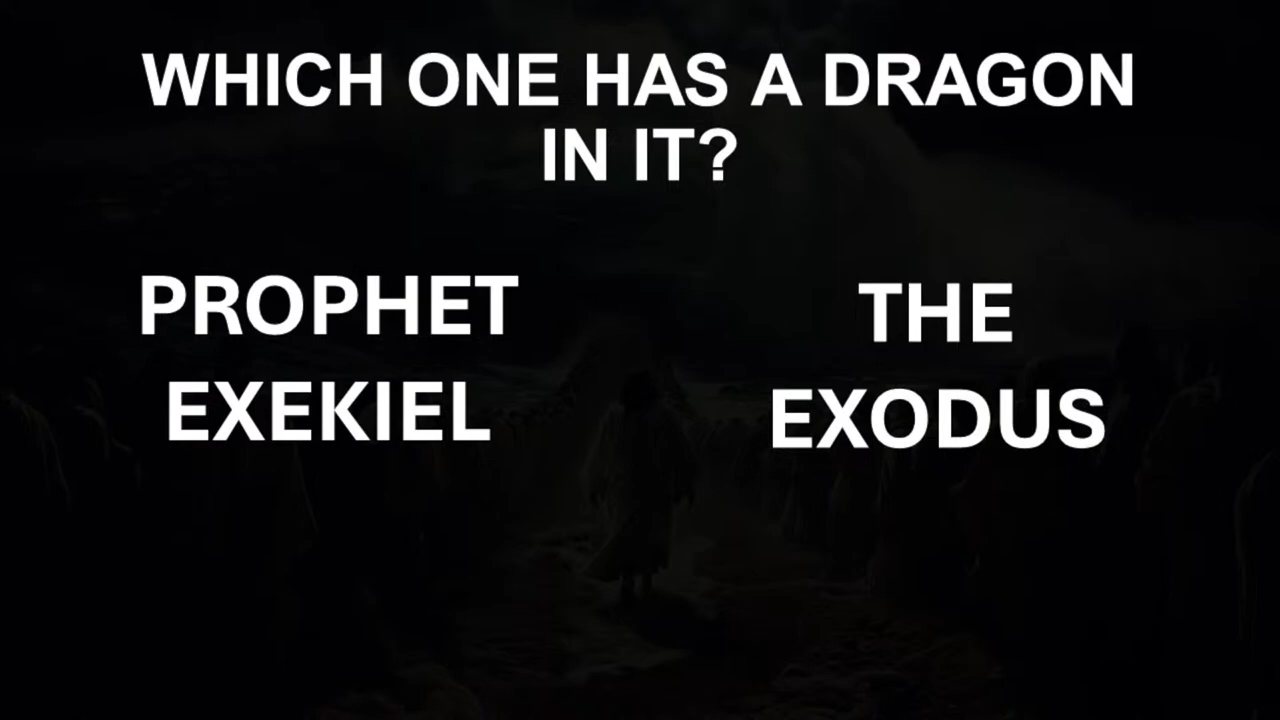 WHICH ONE HAS A DRAGON
IN IT?
PROPHET
EXEKIEL
THE
EXODUS